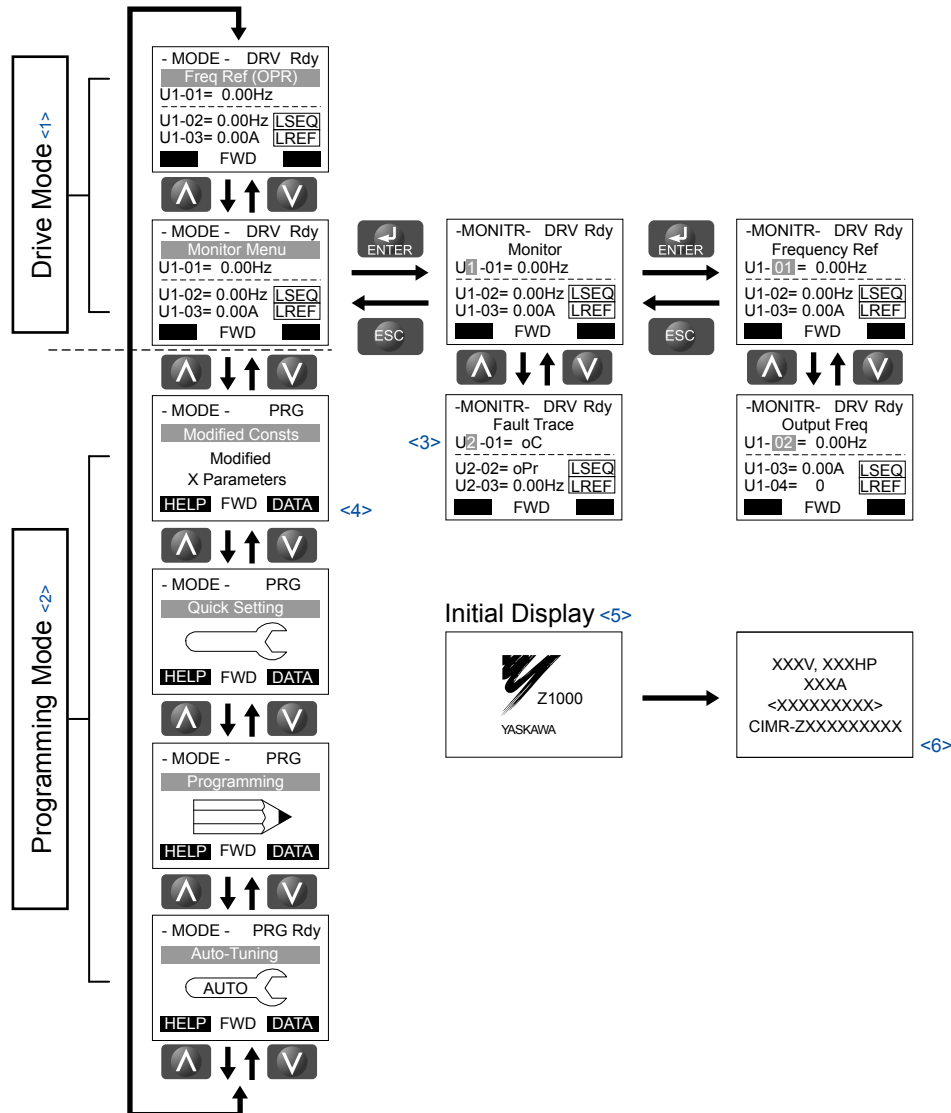 Drive Mode <1>
- MODE - DRV Rdy
Freq Ref (OPR)
U1-01= 0.00Hz
U1-02= 0.00Hz LSEQ
U1-03= 0.00A LREF
FWD
- MODE - DRV Rdy
Monitor Menu
U1-01= 0.00Hz
U1-02= 0.00Hz LSEQ
U1-03= 0.00A LREF
FWD
ENTER
ESC
-MONITR- DRV Rdy
Monitor
U1 -01= 0.00Hz
U1-02= 0.00Hz LSEQ
U1-03= 0.00A LREF
FWD
ENTER
ESC
-MONITR- DRV Rdy
Frequency Ref
U1- 01 = 0.00Hz
U1-02= 0.00Hz LSEQ
U1-03= 0.00A LREF
FWD
<3>
-MONITR- DRV Rdy
Fault Trace
U2 -01= oC
U2-02= oPr LSEQ
U2-03= 0.00Hz LREF
FWD
-MONITR- DRV Rdy
Output Freq
U1- 02 = 0.00Hz
U1-03= 0.00A LSEQ
U1-04= 0 LREF
FWD
Programming Mode <2>
- MODE - PRG
Modified Consts
Modified
X Parameters
HELP FWD DATA
<4>
- MODE - PRG
Quick Setting
HELP FWD DATA
- MODE - PRG
Programming
HELP FWD DATA
- MODE - PRG Rdy
Auto-Tuning
AUTO
HELP FWD DATA
Initial Display <5>
Z1000
YASKAWA
XXXV, XXXHP
XXXA
<XXXXXXXXX>
CIMR-ZXXXXXXXXX
<6>